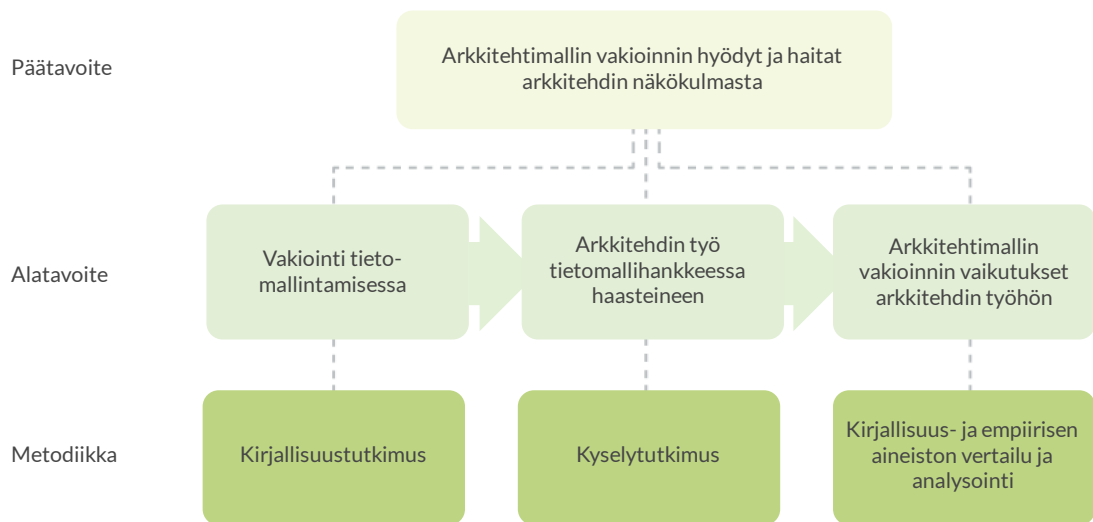 Päätavoite
Arkkitehtimallin vakioinnin hyödyt ja haitat
arkkitehdin näkökulmasta
Alatavoite
Vakiointi tieto-
mallintamisessa
Arkkitehdin työ
tietomallihankkeessa
haasteineen
Arkkitehtimallin
vakioinnin vaikutukset
arkkitehdin työhön
Metodiikka
Kirjallisuustutkimus
Kyselytutkimus
Kirjallisuus- ja empiirisen
aineiston vertailu ja
analysointi